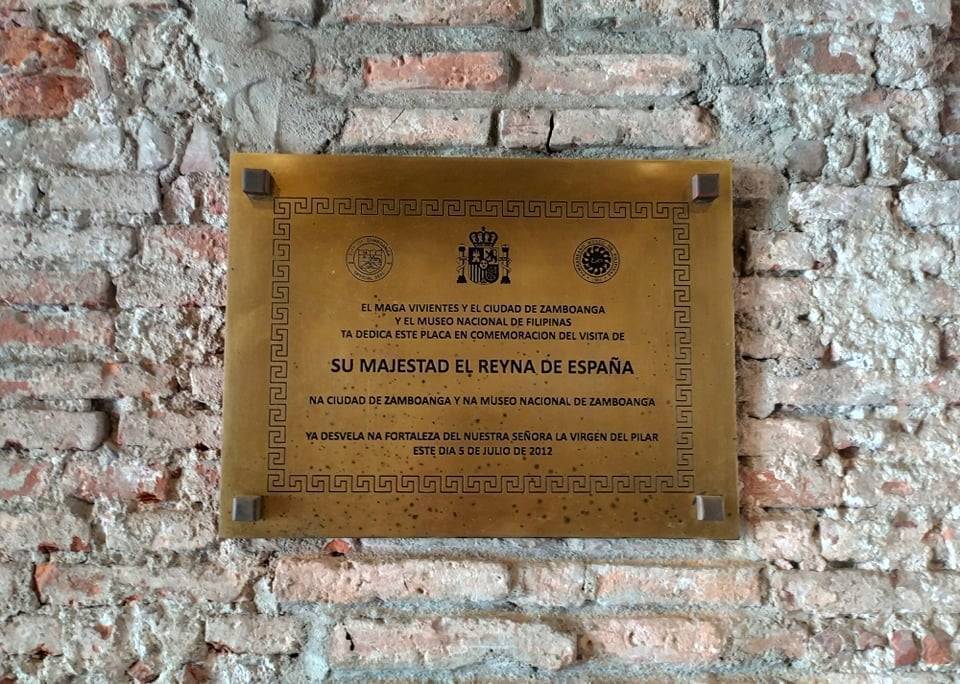 EL MAGA VIVIENTES Y EL CIUDAD DE ZAMBOANGA
Y EL MUSEO NACIONAL DE FILIPINAS
TA DEDICA ESTE PLACA EN COMEMORACION DEL VISITA DE
SU MAJESTAD EL REYNA DE ESPAÑA
NA CIUDAD DE ZAMBOANGA Y NA MUSEO NACIONAL DE ZAMBOANGA
YA DESVELA NA FORTALEZA DEL NUESTRA SEÑORA LA VIRGEN DEL PILAR
ESTE DIA 5 DE JULIO DE 2012